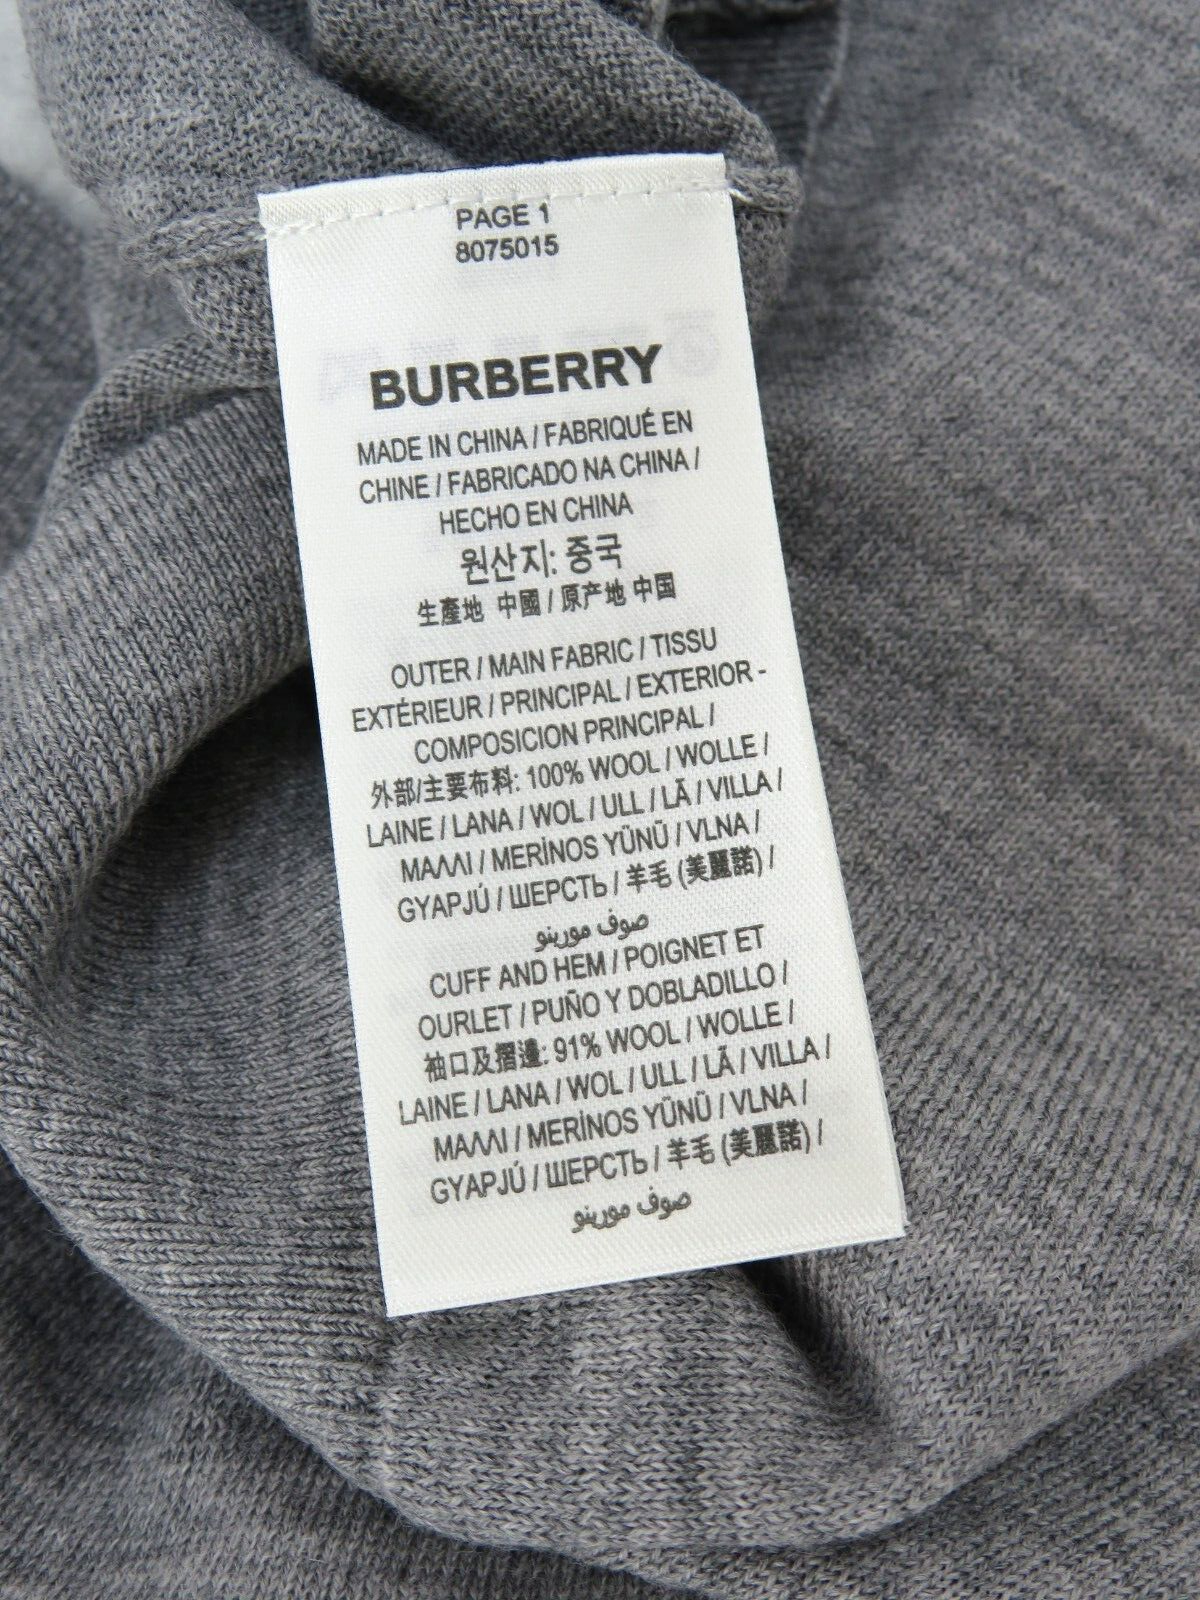 PAGE 1
8075015
BURBERRY
MADE IN CHINA / FABRIQUÉ EN
CHINE / FABRICADO NA CHINA /
HECHO EN CHINA
원산지: 중국
生產地 中國 / 原产地 中国
OUTER / MAIN FABRIC / TISSU
EXTÉRIEUR / PRINCIPAL / EXTERIOR -
COMPOSICION PRINCIPAL /
外部/主要布料: 100% WOOL / WOLLE /
LAINE / LANA / WOL / ULL / LÃ / VILLA /
ΜΑΛΛΙ / MERİNOS YÜNÜ / VLNA /
GYAPJÚ / ШЕРСТЬ / 羊毛 (美麗諾) /
صوف مورينو
CUFF AND HEM / POIGNET ET
OURLET / PUÑO Y DOBLADILLO /
袖口及摺邊: 91% WOOL / WOLLE /
LAINE / LANA / WOL / ULL / LÃ / VILLA /
ΜΑΛΛΙ / MERİNOS YÜNÜ / VLNA /
GYAPJÚ / ШЕРСТЬ / 羊毛 (美麗諾) /
صوف مورينو